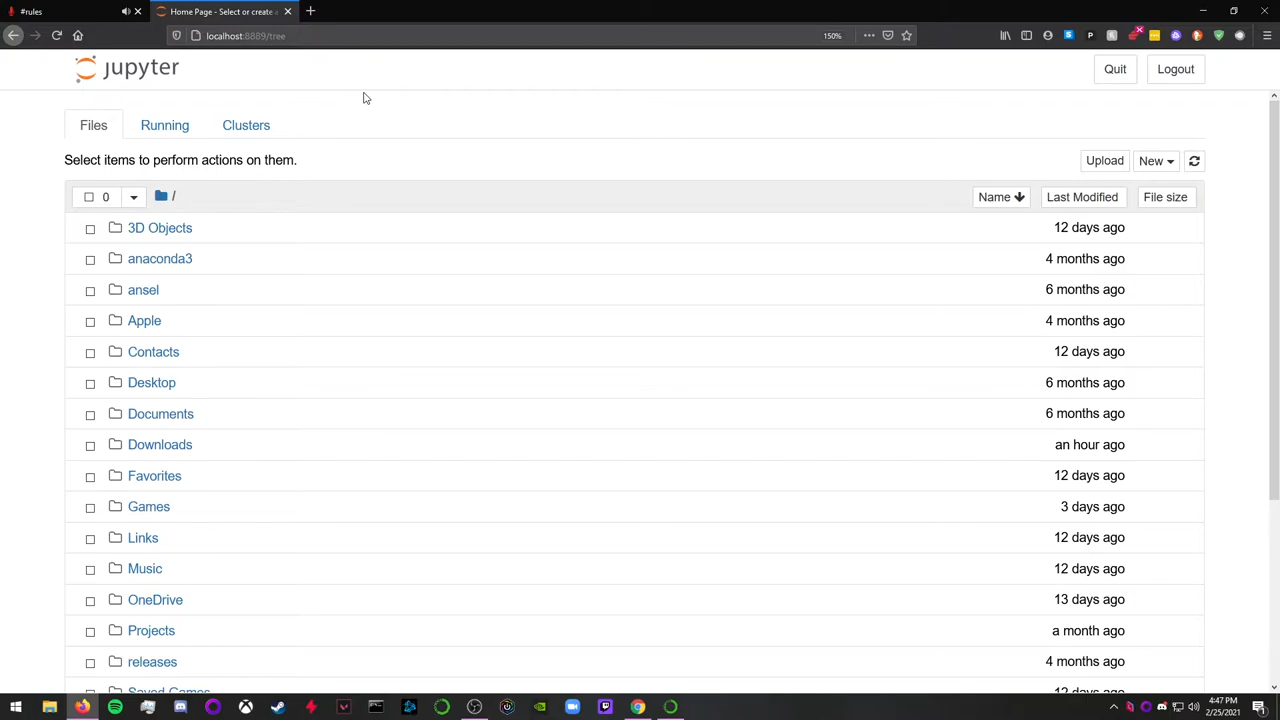 #rules
Home Page - Select or create a
localhost:8889/tree
150%
jupyter
Quit
Logout
Files
Running
Clusters
Select items to perform actions on them.
Upload
New
0
/
Name
Last Modified
File size
3D Objects
12 days ago
anaconda3
4 months ago
ansel
6 months ago
Apple
4 months ago
Contacts
12 days ago
Desktop
6 months ago
Documents
6 months ago
Downloads
an hour ago
Favorites
12 days ago
Games
3 days ago
Links
12 days ago
Music
12 days ago
OneDrive
13 days ago
Projects
a month ago
releases
4 months ago
Saved Games
12 days ago
4:47 PM
2/25/2021